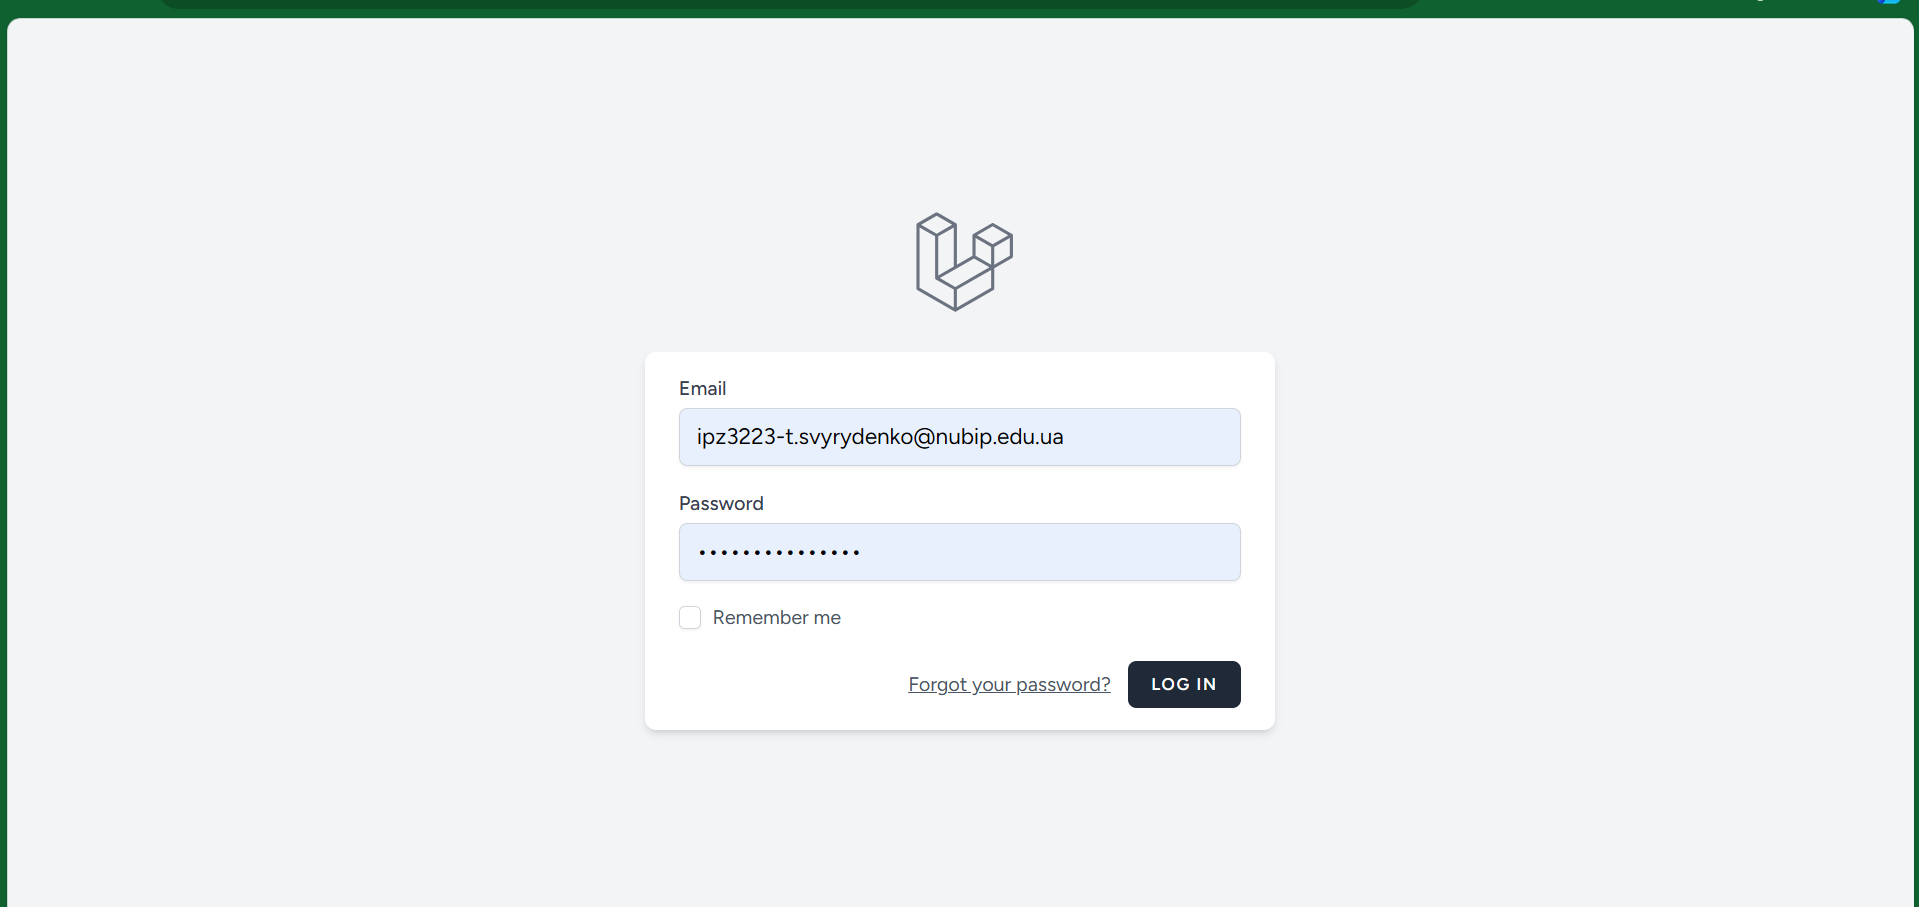 Email
ipz3223-t.svyrydenko@nubip.edu.ua
Password
•••••••••••••••
Remember me
Forgot your password? LOG IN